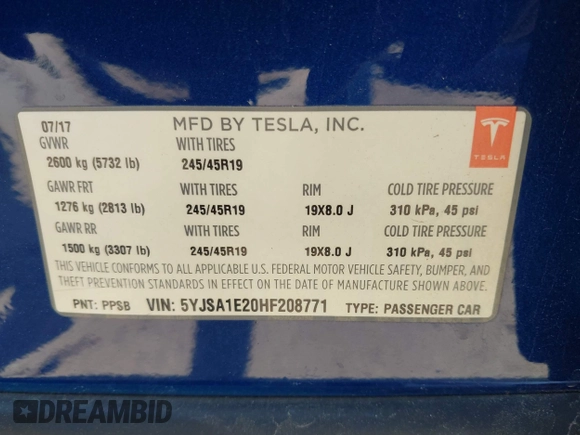 07/17 MFD BY TESLA, INC.
GVWR WITH TIRES
2600 kg (5732 lb) 245/45R19
TESLA
GAWR FRT WITH TIRES RIM COLD TIRE PRESSURE
1276 kg (2813 lb) 245/45R19 19X8.0 J 310 kPa, 45 psi
GAWR RR WITH TIRES RIM COLD TIRE PRESSURE
1500 kg (3307 lb) 245/45R19 19X8.0 J 310 kPa, 45 psi
THIS VEHICLE CONFORMS TO ALL APPLICABLE U.S. FEDERAL MOTOR VEHICLE SAFETY, BUMPER, AND
THEFT PREVENTION STANDARDS IN EFFECT ON THE DATE OF MANUFACTURE SHOWN ABOVE.
PNT: PPSB VIN: 5YJSA1E20HF208771 TYPE: PASSENGER CAR
DREAMBID